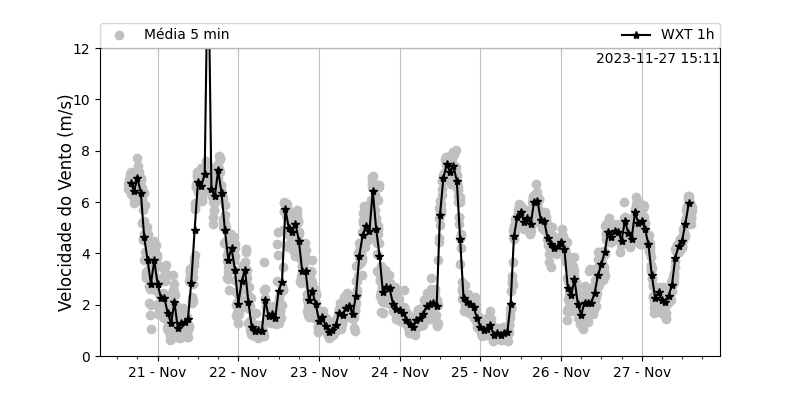 Média 5 min
WXT 1h
2023-11-27 15:11
Velocidade do Vento (m/s)
12
10
8
6
4
2
0
21 - Nov
22 - Nov
23 - Nov
24 - Nov
25 - Nov
26 - Nov
27 - Nov